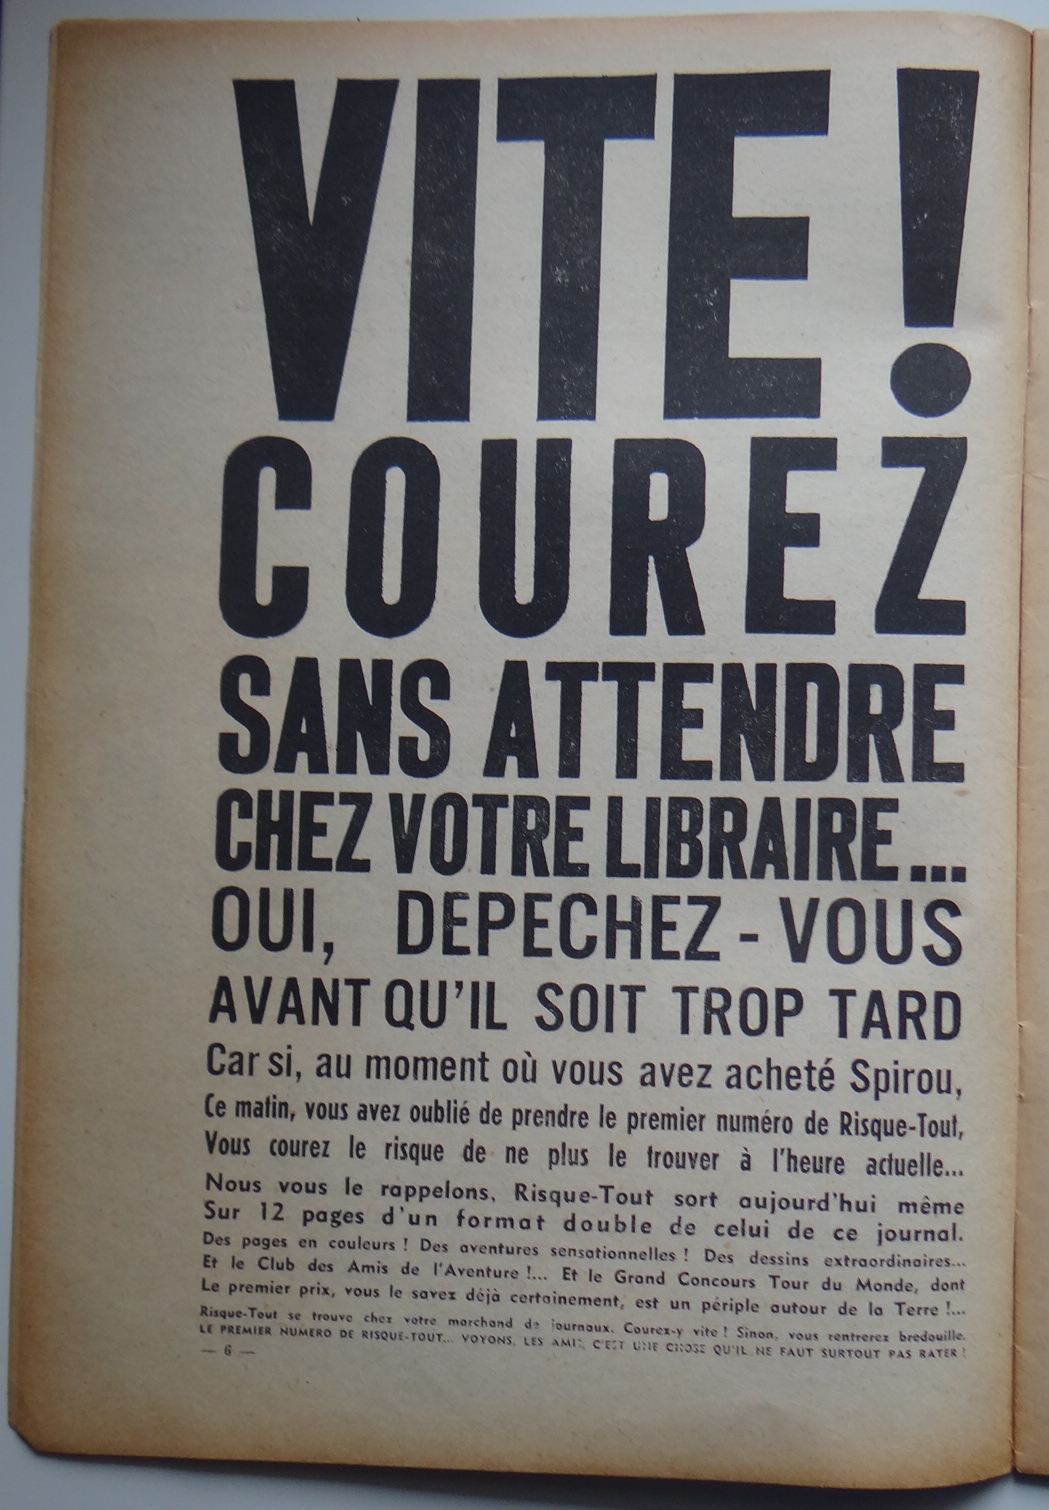 VITE !
COUREZ
SANS ATTENDRE
CHEZ VOTRE LIBRAIRE...
OUI, DEPECHEZ - VOUS
AVANT QU'IL SOIT TROP TARD
Car si, au moment où vous avez acheté Spirou,
Ce matin, vous avez oublié de prendre le premier numéro de Risque-Tout,
Vous courez le risque de ne plus le trouver à l'heure actuelle...
Nous vous le rappelons, Risque-Tout sort aujourd'hui même
Sur 12 pages d'un format double de celui de ce journal.
Des pages en couleurs ! Des aventures sensationnelles ! Des dessins extraordinaires...
Et le Club des Amis de l'Aventure !... Et le Grand Concours Tour du Monde, dont
Le premier prix, vous le savez déjà certainement, est un périple autour de la Terre !...
Risque-Tout se trouve chez votre marchand de journaux. Courez-y vite ! Sinon, vous rentrerez bredouille.
LE PREMIER NUMERO DE RISQUE-TOUT... VOYONS, LES AMIS, C'EST UNE CHOSE QU'IL NE FAUT SURTOUT PAS RATER !
— 6 —